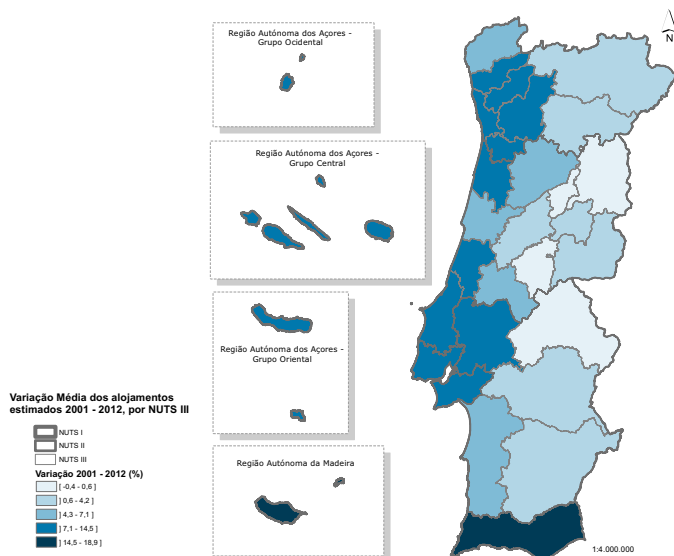 Região Autónoma dos Açores -
Grupo Ocidental
N
Região Autónoma dos Açores -
Grupo Central
Região Autónoma dos Açores -
Grupo Oriental
Variação Média dos alojamentos
estimados 2001 - 2012, por NUTS III
NUTS I
NUTS II
NUTS III
Variação 2001 - 2012 (%)
] -0,4 - 0,6 ]
] 0,6 - 4,2 ]
] 4,3 - 7,1 ]
] 7,1 - 14,5 ]
] 14,5 - 18,9 ]
Região Autónoma da Madeira
1:4.000.000